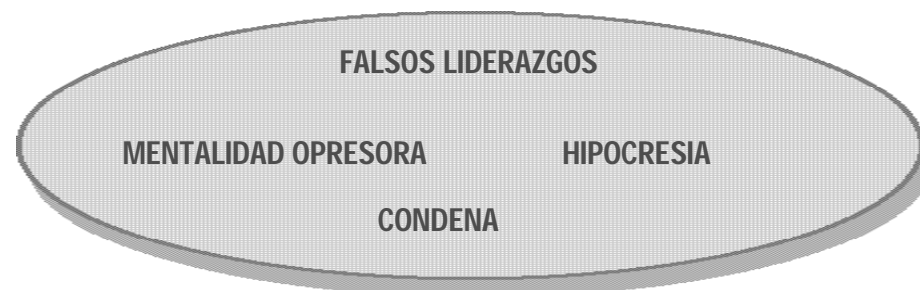 FALSOS LIDERAZGOS
MENTALIDAD OPRESORA HIPOCRESIA
CONDENA